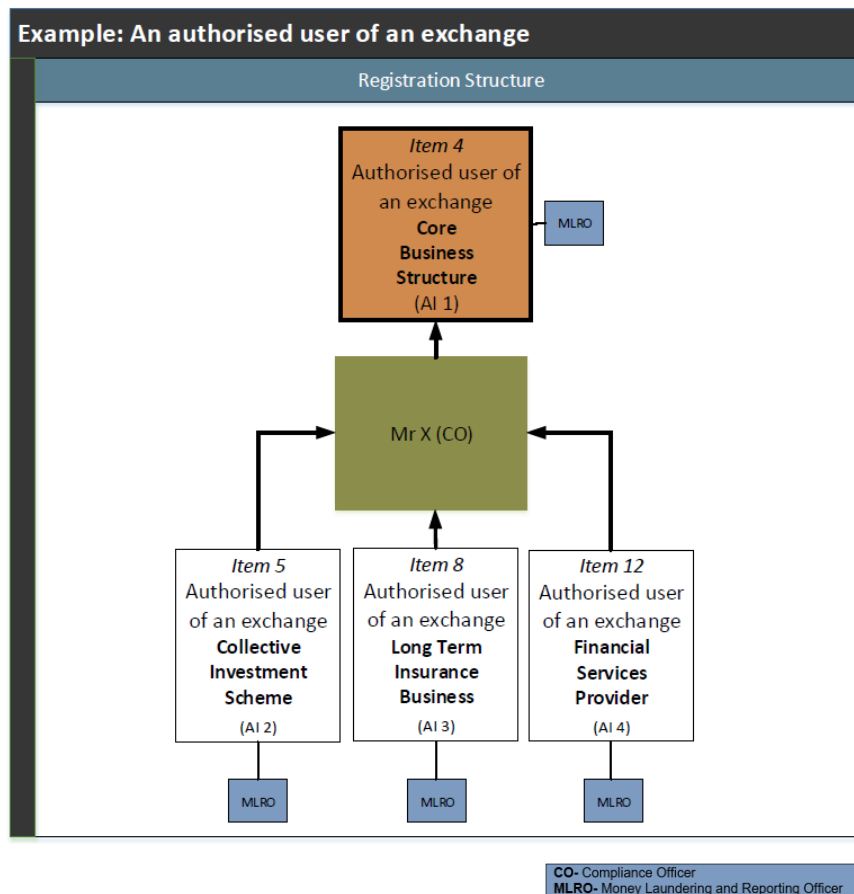 Example: An authorised user of an exchange
Registration Structure
Item 4
Authorised user of
an exchange
Core
Business
Structure
(AI 1)
MLRO
Mr X (CO)
Item 5
Authorised user
of an exchange
Collective
Investment
Scheme
(AI 2)
Item 8
Authorised user
of an exchange
Long Term
Insurance
Business
(AI 3)
Item 12
Authorised user
of an exchange
Financial
Services
Provider
(AI 4)
MLRO
MLRO
MLRO
CO- Compliance Officer
MLRO- Money Laundering and Reporting Officer